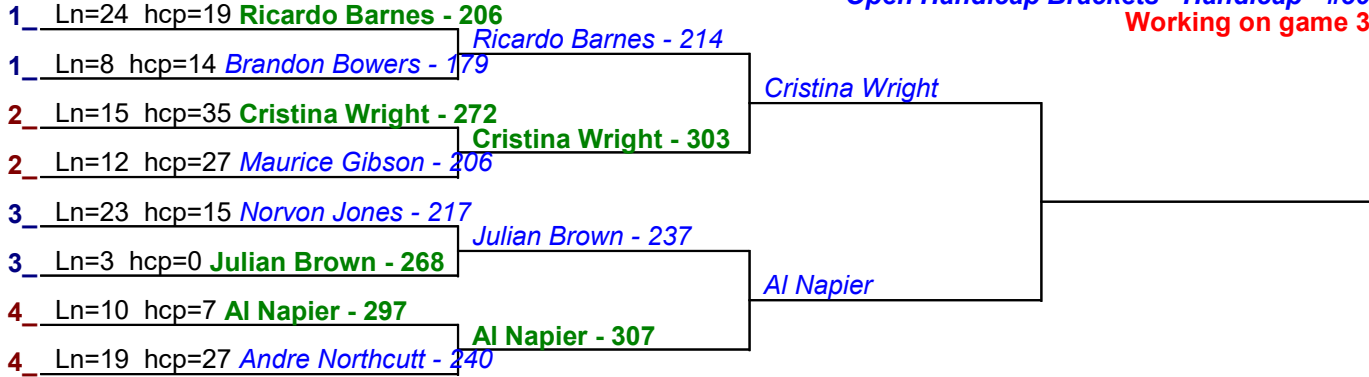 Open Handicap Brackets - Handicap - #
Working on game 3
1_ Ln=24 hcp=19 Ricardo Barnes - 206
Ricardo Barnes - 214
1_ Ln=8 hcp=14 Brandon Bowers - 179
Cristina Wright
2_ Ln=15 hcp=35 Cristina Wright - 272
Cristina Wright - 303
2_ Ln=12 hcp=27 Maurice Gibson - 206
3_ Ln=23 hcp=15 Norvon Jones - 217
Julian Brown - 237
3_ Ln=3 hcp=0 Julian Brown - 268
Al Napier
4_ Ln=10 hcp=7 Al Napier - 297
Al Napier - 307
4_ Ln=19 hcp=27 Andre Northcutt - 240